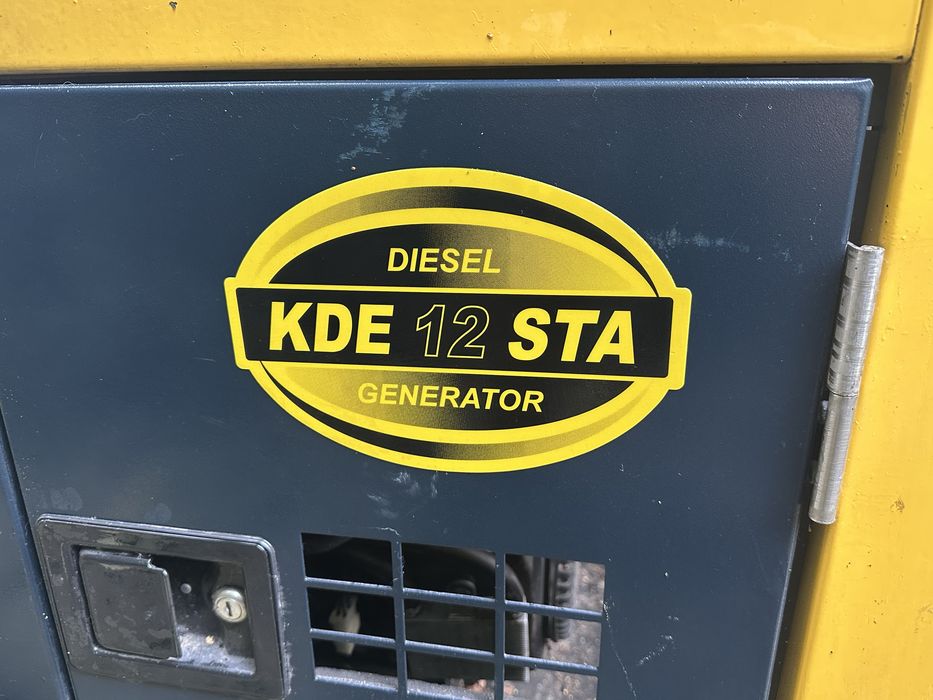 DIESEL
KDE 12 STA
GENERATOR